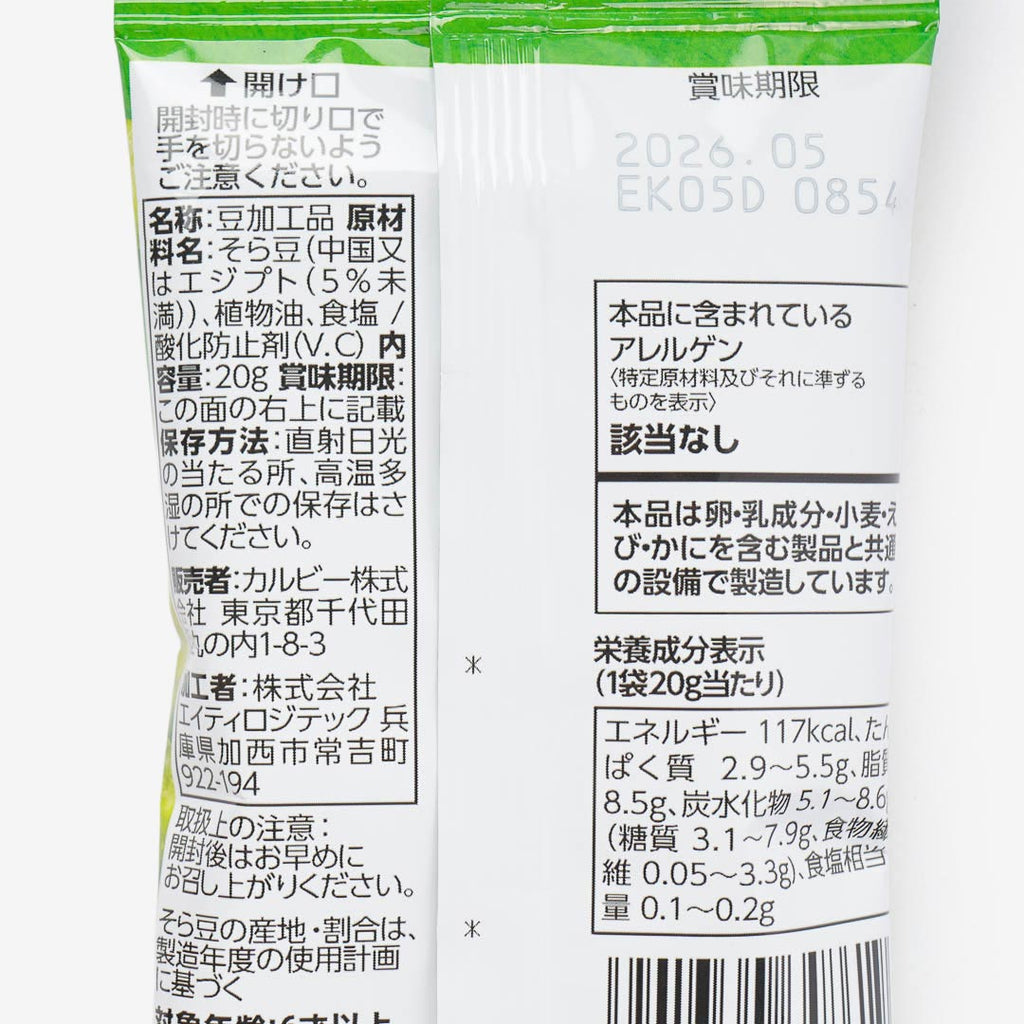 開け口
開封時に切り口で
手を切らないよう
ご注意ください。
名称:豆加工品 原材
料名:そら豆(中国又
はエジプト(5%未
満))、植物油、食塩 /
酸化防止剤(V.C) 内
容量:20g 賞味期限:
この面の右上に記載
保存方法:直射日光
の当たる所、高温多
湿の所での保存はさ
けてください。
販売者:カルビー株式
会社 東京都千代田
丸の内1-8-3
加工者:株式会社
エイティロジテック 兵
庫県加西市常吉町
922-194
取扱上の注意:
開封後はお早めに
お召し上がりください。
そら豆の産地・割合は、
製造年度の使用計画
に基づく
対象年齢:6才以上
賞味期限
2026.05
EK05D 0854
本品に含まれている
アレルゲン
〈特定原材料及びそれに準ずる
ものを表示〉
該当なし
本品は卵・乳成分・小麦・え
び・かにを含む製品と共通
の設備で製造しています。
栄養成分表示
(1袋20g当たり)
エネルギー 117kcal、たん
ぱく質 2.9〜5.5g、脂質
8.5g、炭水化物 5.1〜8.6g
(糖質 3.1〜7.9g、食物繊
維 0.05〜3.3g)、食塩相当
量 0.1〜0.2g